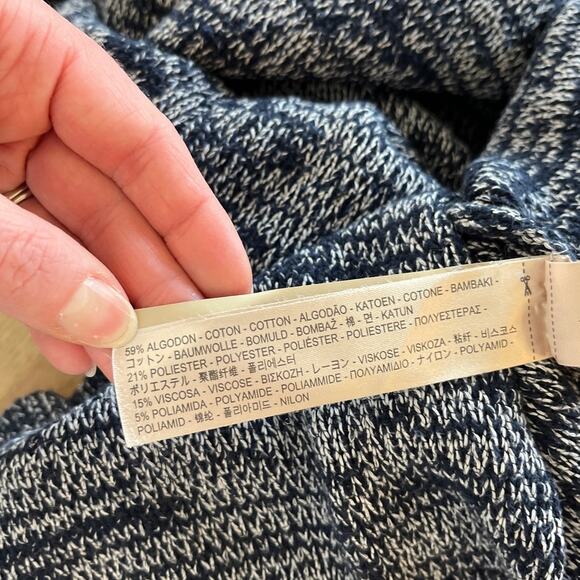 59% ALGODON - COTON - COTTON - ALGODÃO - KATOEN - COTONE - BAMBAKI -
コットン - BAUMWOLLE - BOMULD - BOMBAŽ - 棉 - 면 - KATUN
21% POLIESTER - POLYESTER - POLIÉSTER - POLIESTERE - ΠΟΛΥΕΣΤΕΡΑΣ -
ポリエステル - 聚酯纤维 - 폴리에스터
15% VISCOSA - VISCOSE - ΒΙΣΚΟΖΗ - レーヨン - VISKOSE - VISKOZA - 粘纤 - 비스코스
5% POLIAMIDA - POLYAMIDE - POLIAMMIDE - ΠΟΛΥΑΜΙΔΙΟ - ナイロン - POLYAMID -
POLIAMID - 锦纶 - 폴리아미드 - NILON